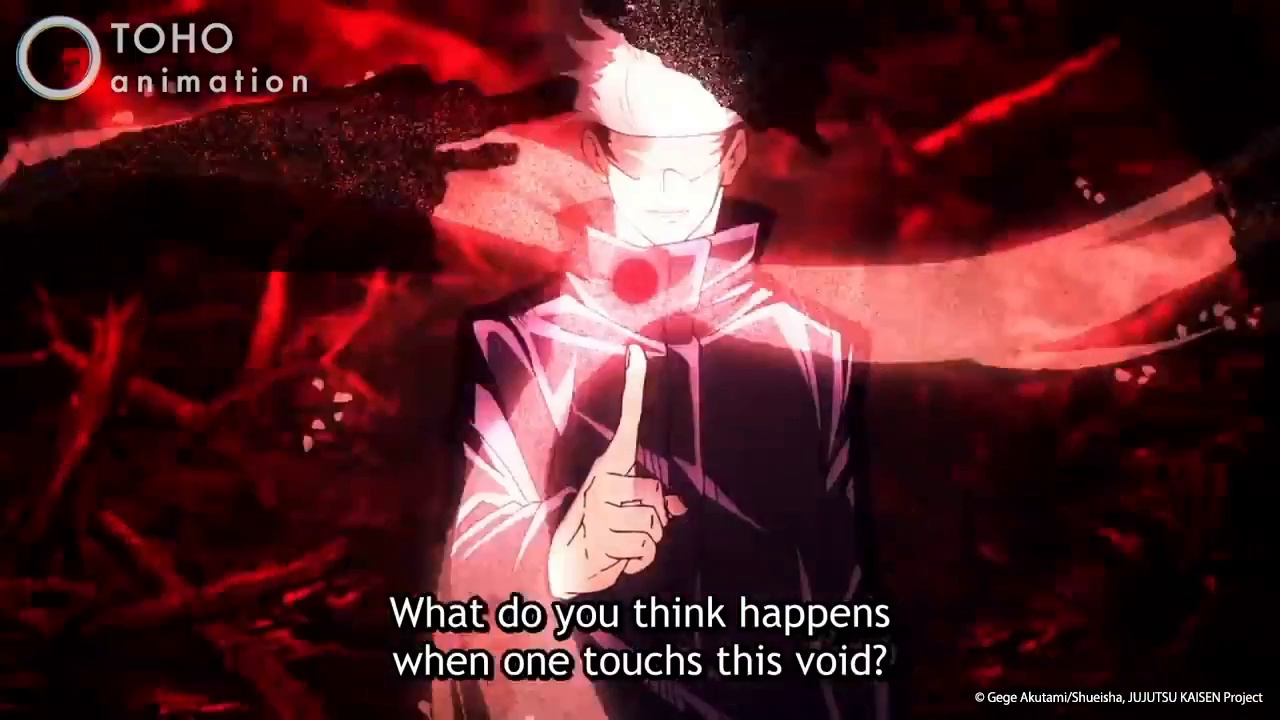 TOHO
animation
What do you think happens
when one touchs this void?
© Gege Akutami/Shueisha, JUJUTSU KAISEN Project